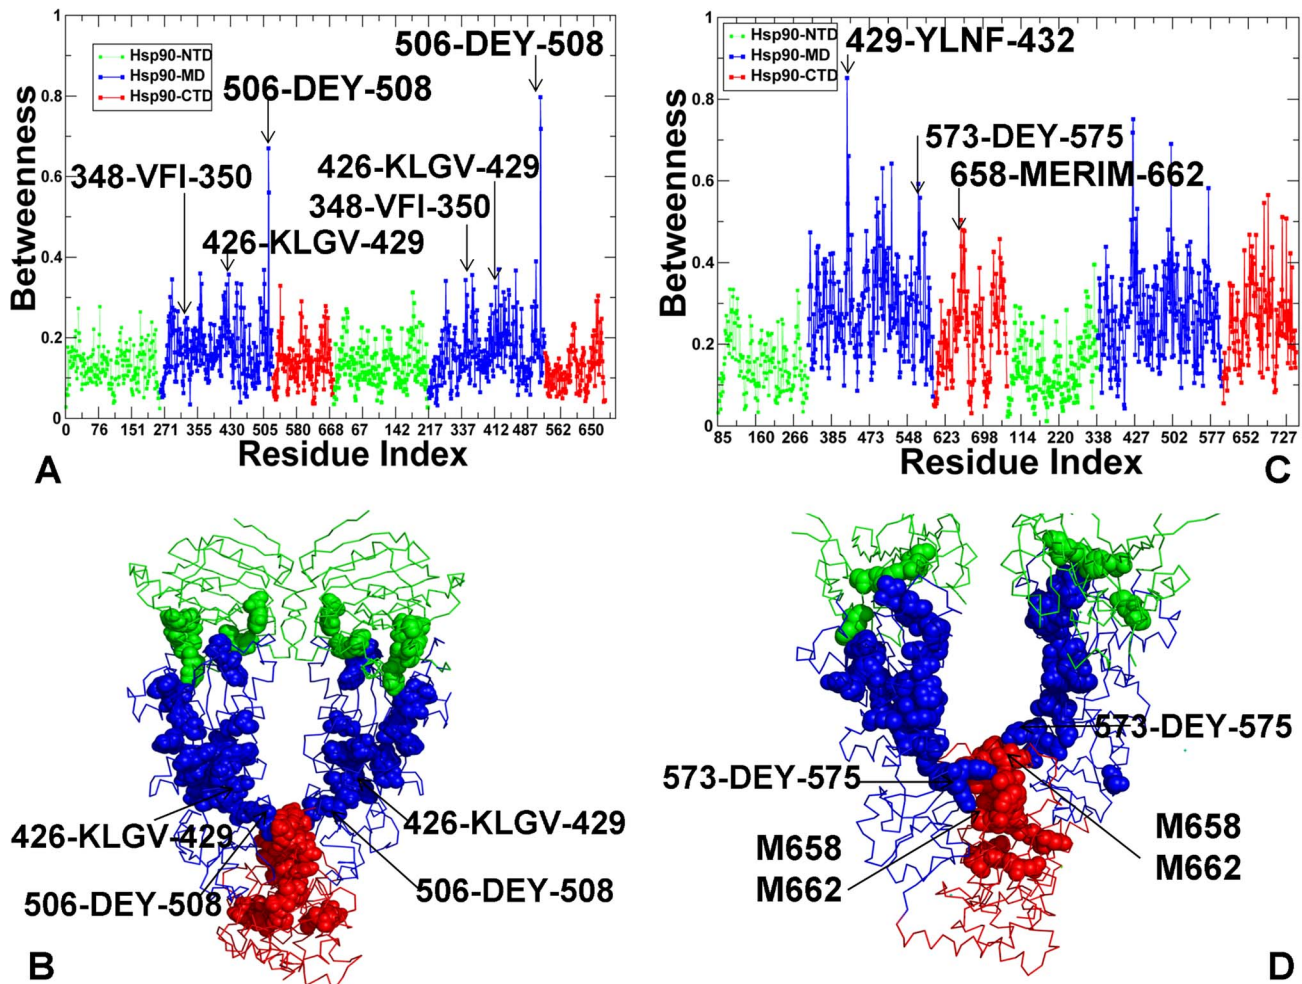 1
0.8
0.6
0.4
0.2
0
Betweenness
Hsp90-NTD
Hsp90-MD
Hsp90-CTD
506-DEY-508
506-DEY-508
348-VFI-350
426-KLGV-429
426-KLGV-429
348-VFI-350
0 76 151 271 355 430 505 580 668 67 142 217 337 412 487 562 650
Residue Index
A
1
0.8
0.6
0.4
0.2
0
Betweenness
Hsp90-NTD
Hsp90-MD
Hsp90-CTD
429-YLNF-432
573-DEY-575
658-MERIM-662
85 160 266 385 473 548 623 698 114 220 338 427 502 577 652 727
Residue Index
C
426-KLGV-429
426-KLGV-429
506-DEY-508
506-DEY-508
B
573-DEY-575
573-DEY-575
M658
M662
M658
M662
D